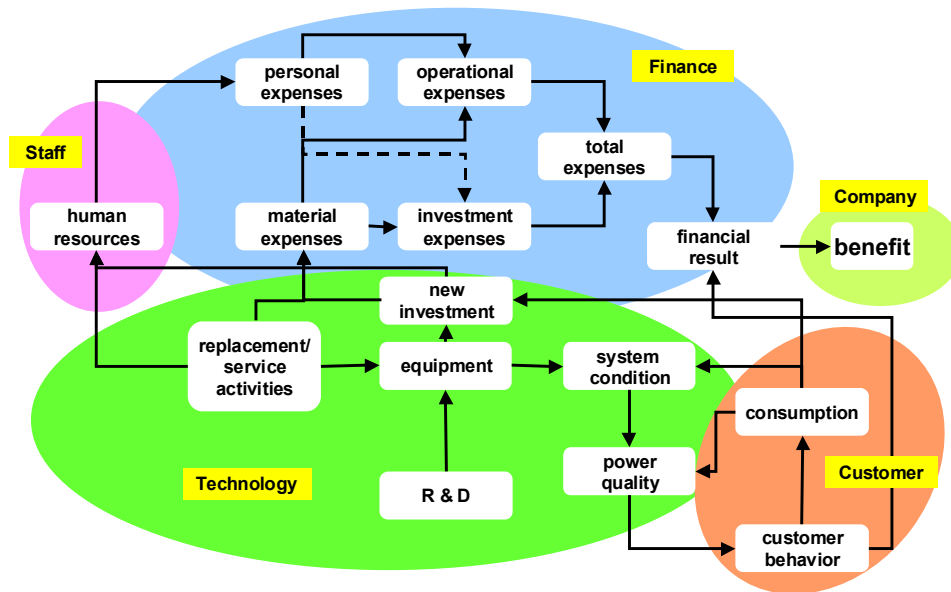 personal
expenses
operational
expenses
Finance
Staff
total
expenses
Company
human
resources
material
expenses
investment
expenses
financial
result
benefit
new
investment
replacement/
service
activities
equipment
system
condition
consumption
power
quality
Customer
Technology
R & D
customer
behavior